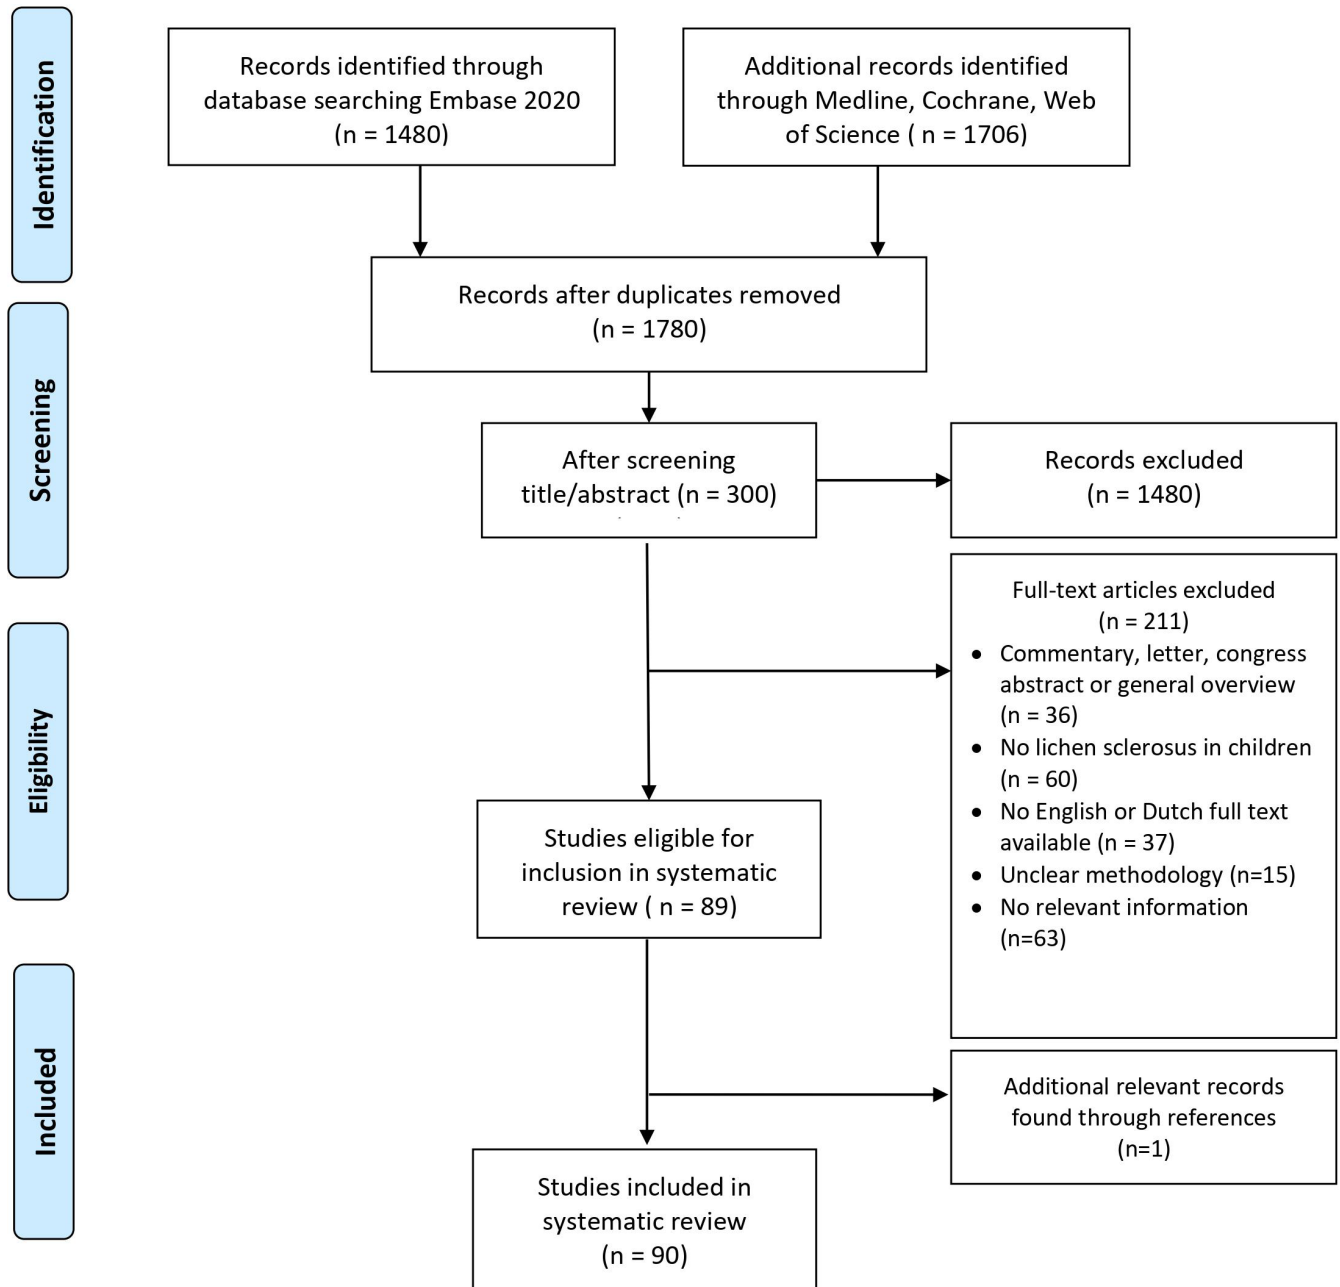 Identification
Records identified through
database searching Embase 2020
(n = 1480)
Additional records identified
through Medline, Cochrane, Web
of Science ( n = 1706)
Records after duplicates removed
(n = 1780)
Screening
After screening
title/abstract (n = 300)
Records excluded
(n = 1480)
Eligibility
Full-text articles excluded
(n = 211)
• Commentary, letter, congress
abstract or general overview
(n = 36)
• No lichen sclerosus in children
(n = 60)
• No English or Dutch full text
available (n = 37)
• Unclear methodology (n=15)
• No relevant information
(n=63)
Studies eligible for
inclusion in systematic
review ( n = 89)
Included
Additional relevant records
found through references
(n=1)
Studies included in
systematic review
(n = 90)